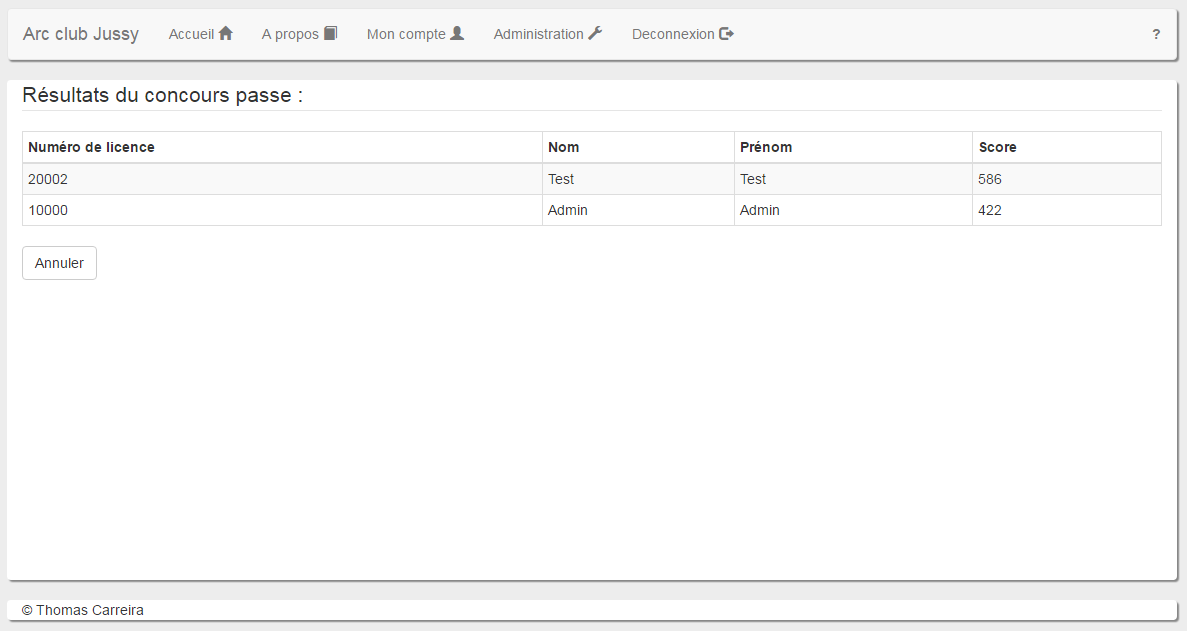 Arc club Jussy Accueil A propos Mon compte Administration Deconnexion ?
Résultats du concours passe :
Numéro de licence Nom Prénom Score
20002 Test Test 586
10000 Admin Admin 422
Annuler
© Thomas Carreira